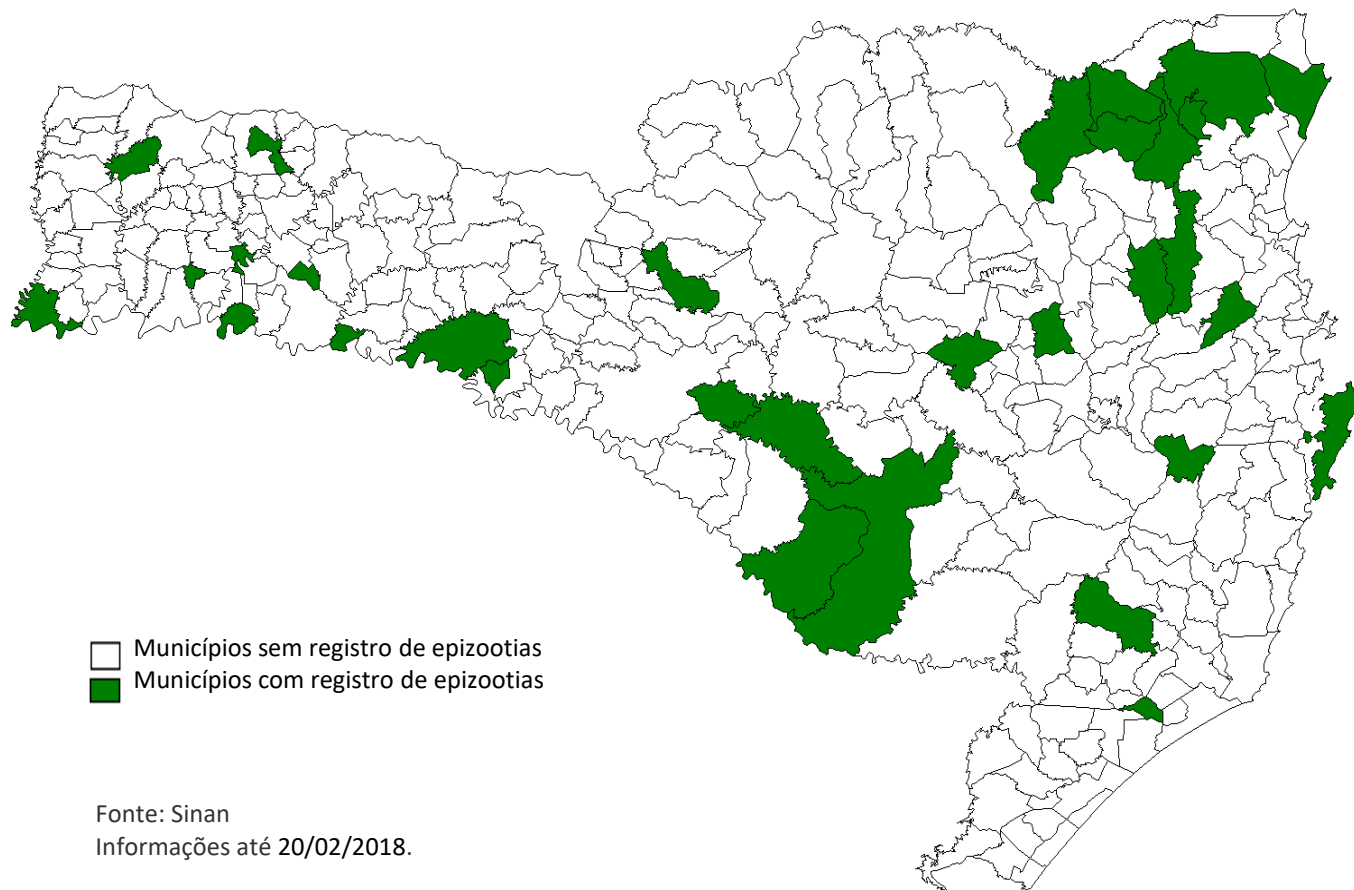 Municípios sem registro de epizootias
Municípios com registro de epizootias
Fonte: Sinan
Informações até 20/02/2018.